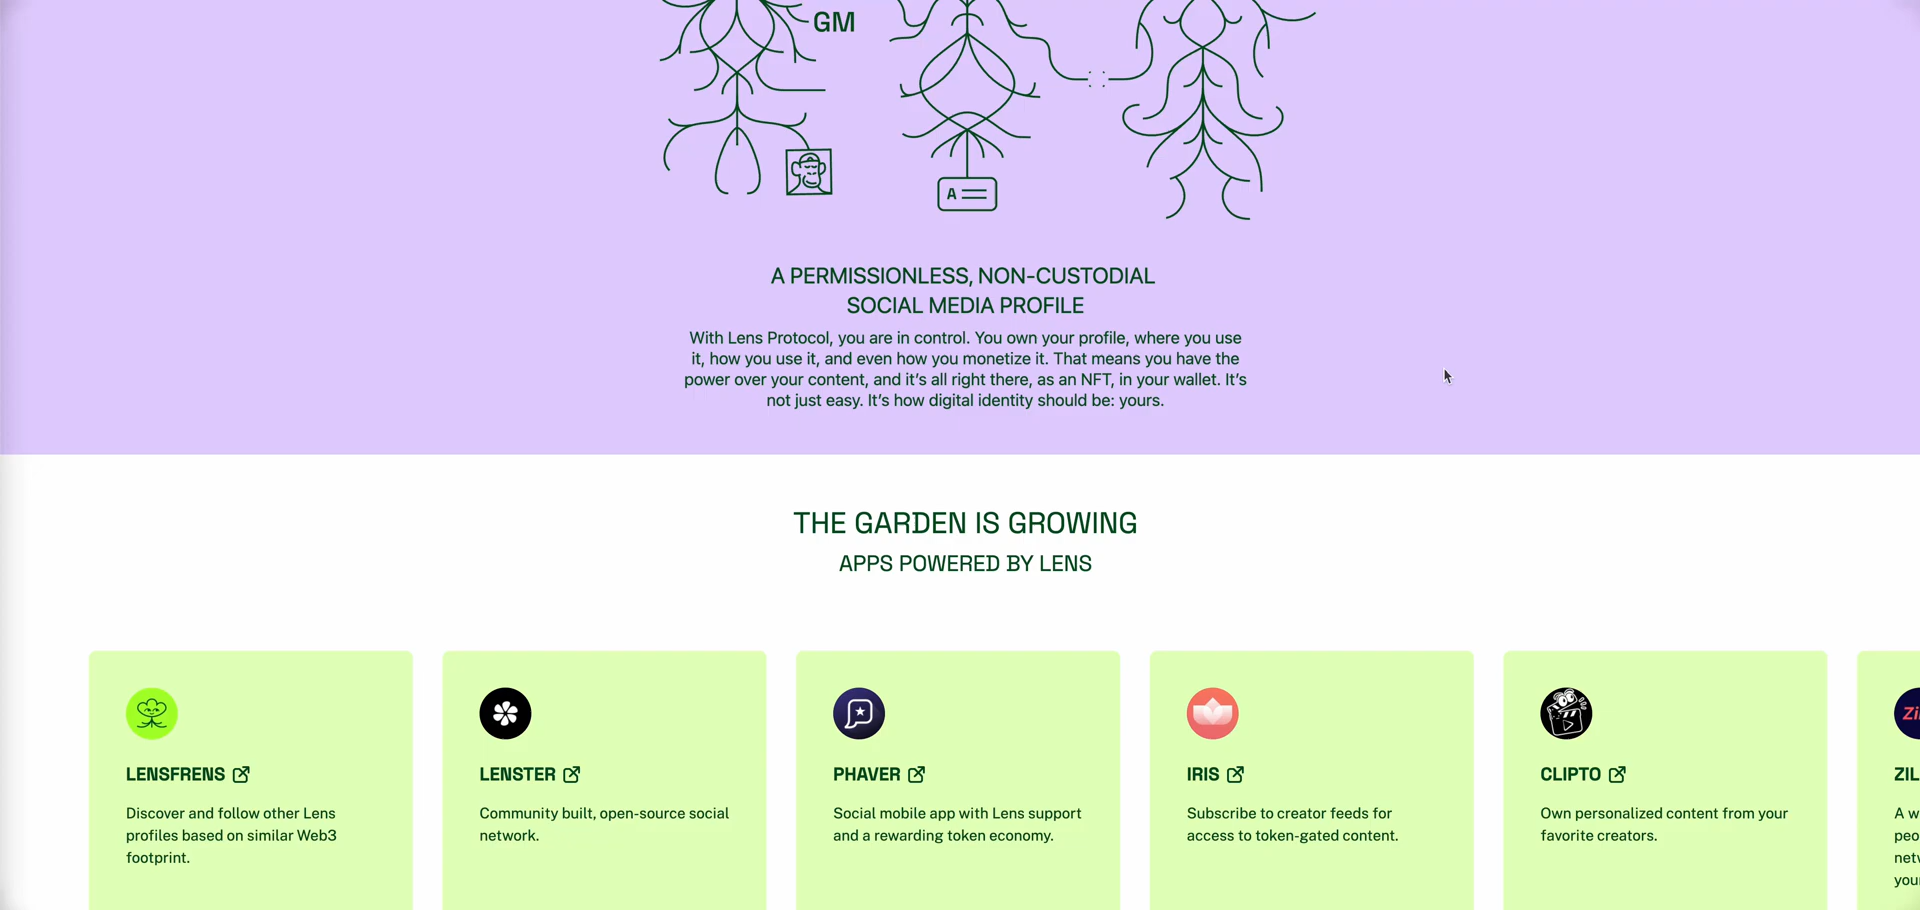 GM
A
A PERMISSIONLESS, NON-CUSTODIAL
SOCIAL MEDIA PROFILE
With Lens Protocol, you are in control. You own your profile, where you use
it, how you use it, and even how you monetize it. That means you have the
power over your content, and it’s all right there, as an NFT, in your wallet. It’s
not just easy. It’s how digital identity should be: yours.
THE GARDEN IS GROWING
APPS POWERED BY LENS
LENSFRENS
Discover and follow other Lens
profiles based on similar Web3
footprint.
LENSTER
Community built, open-source social
network.
PHAVER
Social mobile app with Lens support
and a rewarding token economy.
IRIS
Subscribe to creator feeds for
access to token-gated content.
CLIPTO
Own personalized content from your
favorite creators.